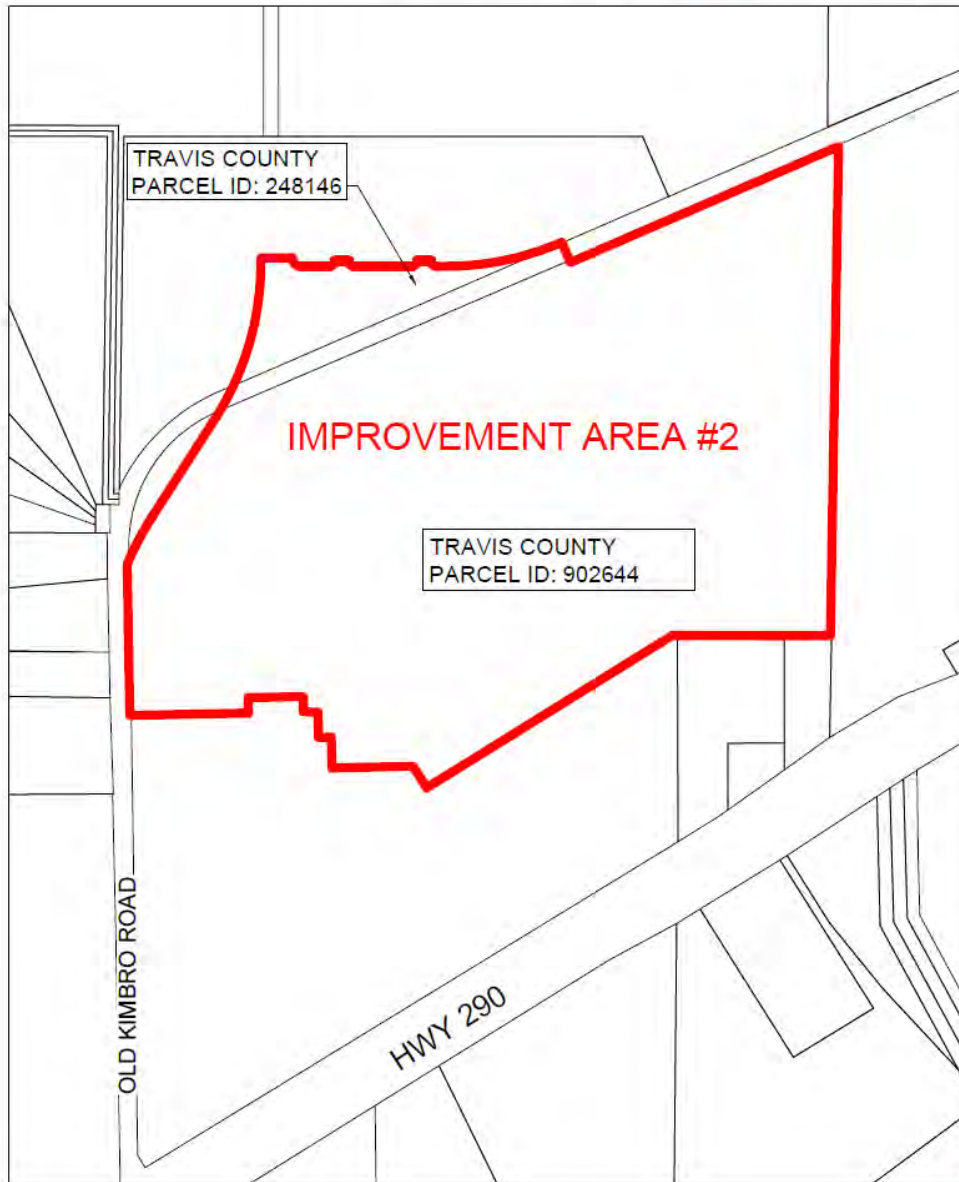 TRAVIS COUNTY
PARCEL ID: 248146
IMPROVEMENT AREA #2
TRAVIS COUNTY
PARCEL ID: 902644
OLD KIMBRO ROAD
HWY 290